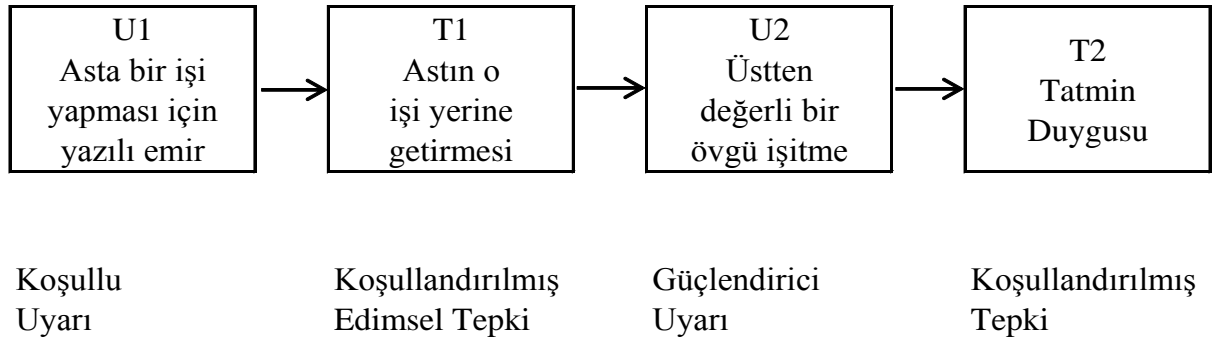 U1
Asta bir işi
yapması için
yazılı emir
T1
Astın o
işi yerine
getirmesi
U2
Üstten
değerli bir
övgü işitme
T2
Tatmin
Duygusu
Koşullu
Uyarı
Koşullandırılmış
Edimsel Tepki
Güçlendirici
Uyarı
Koşullandırılmış
Tepki